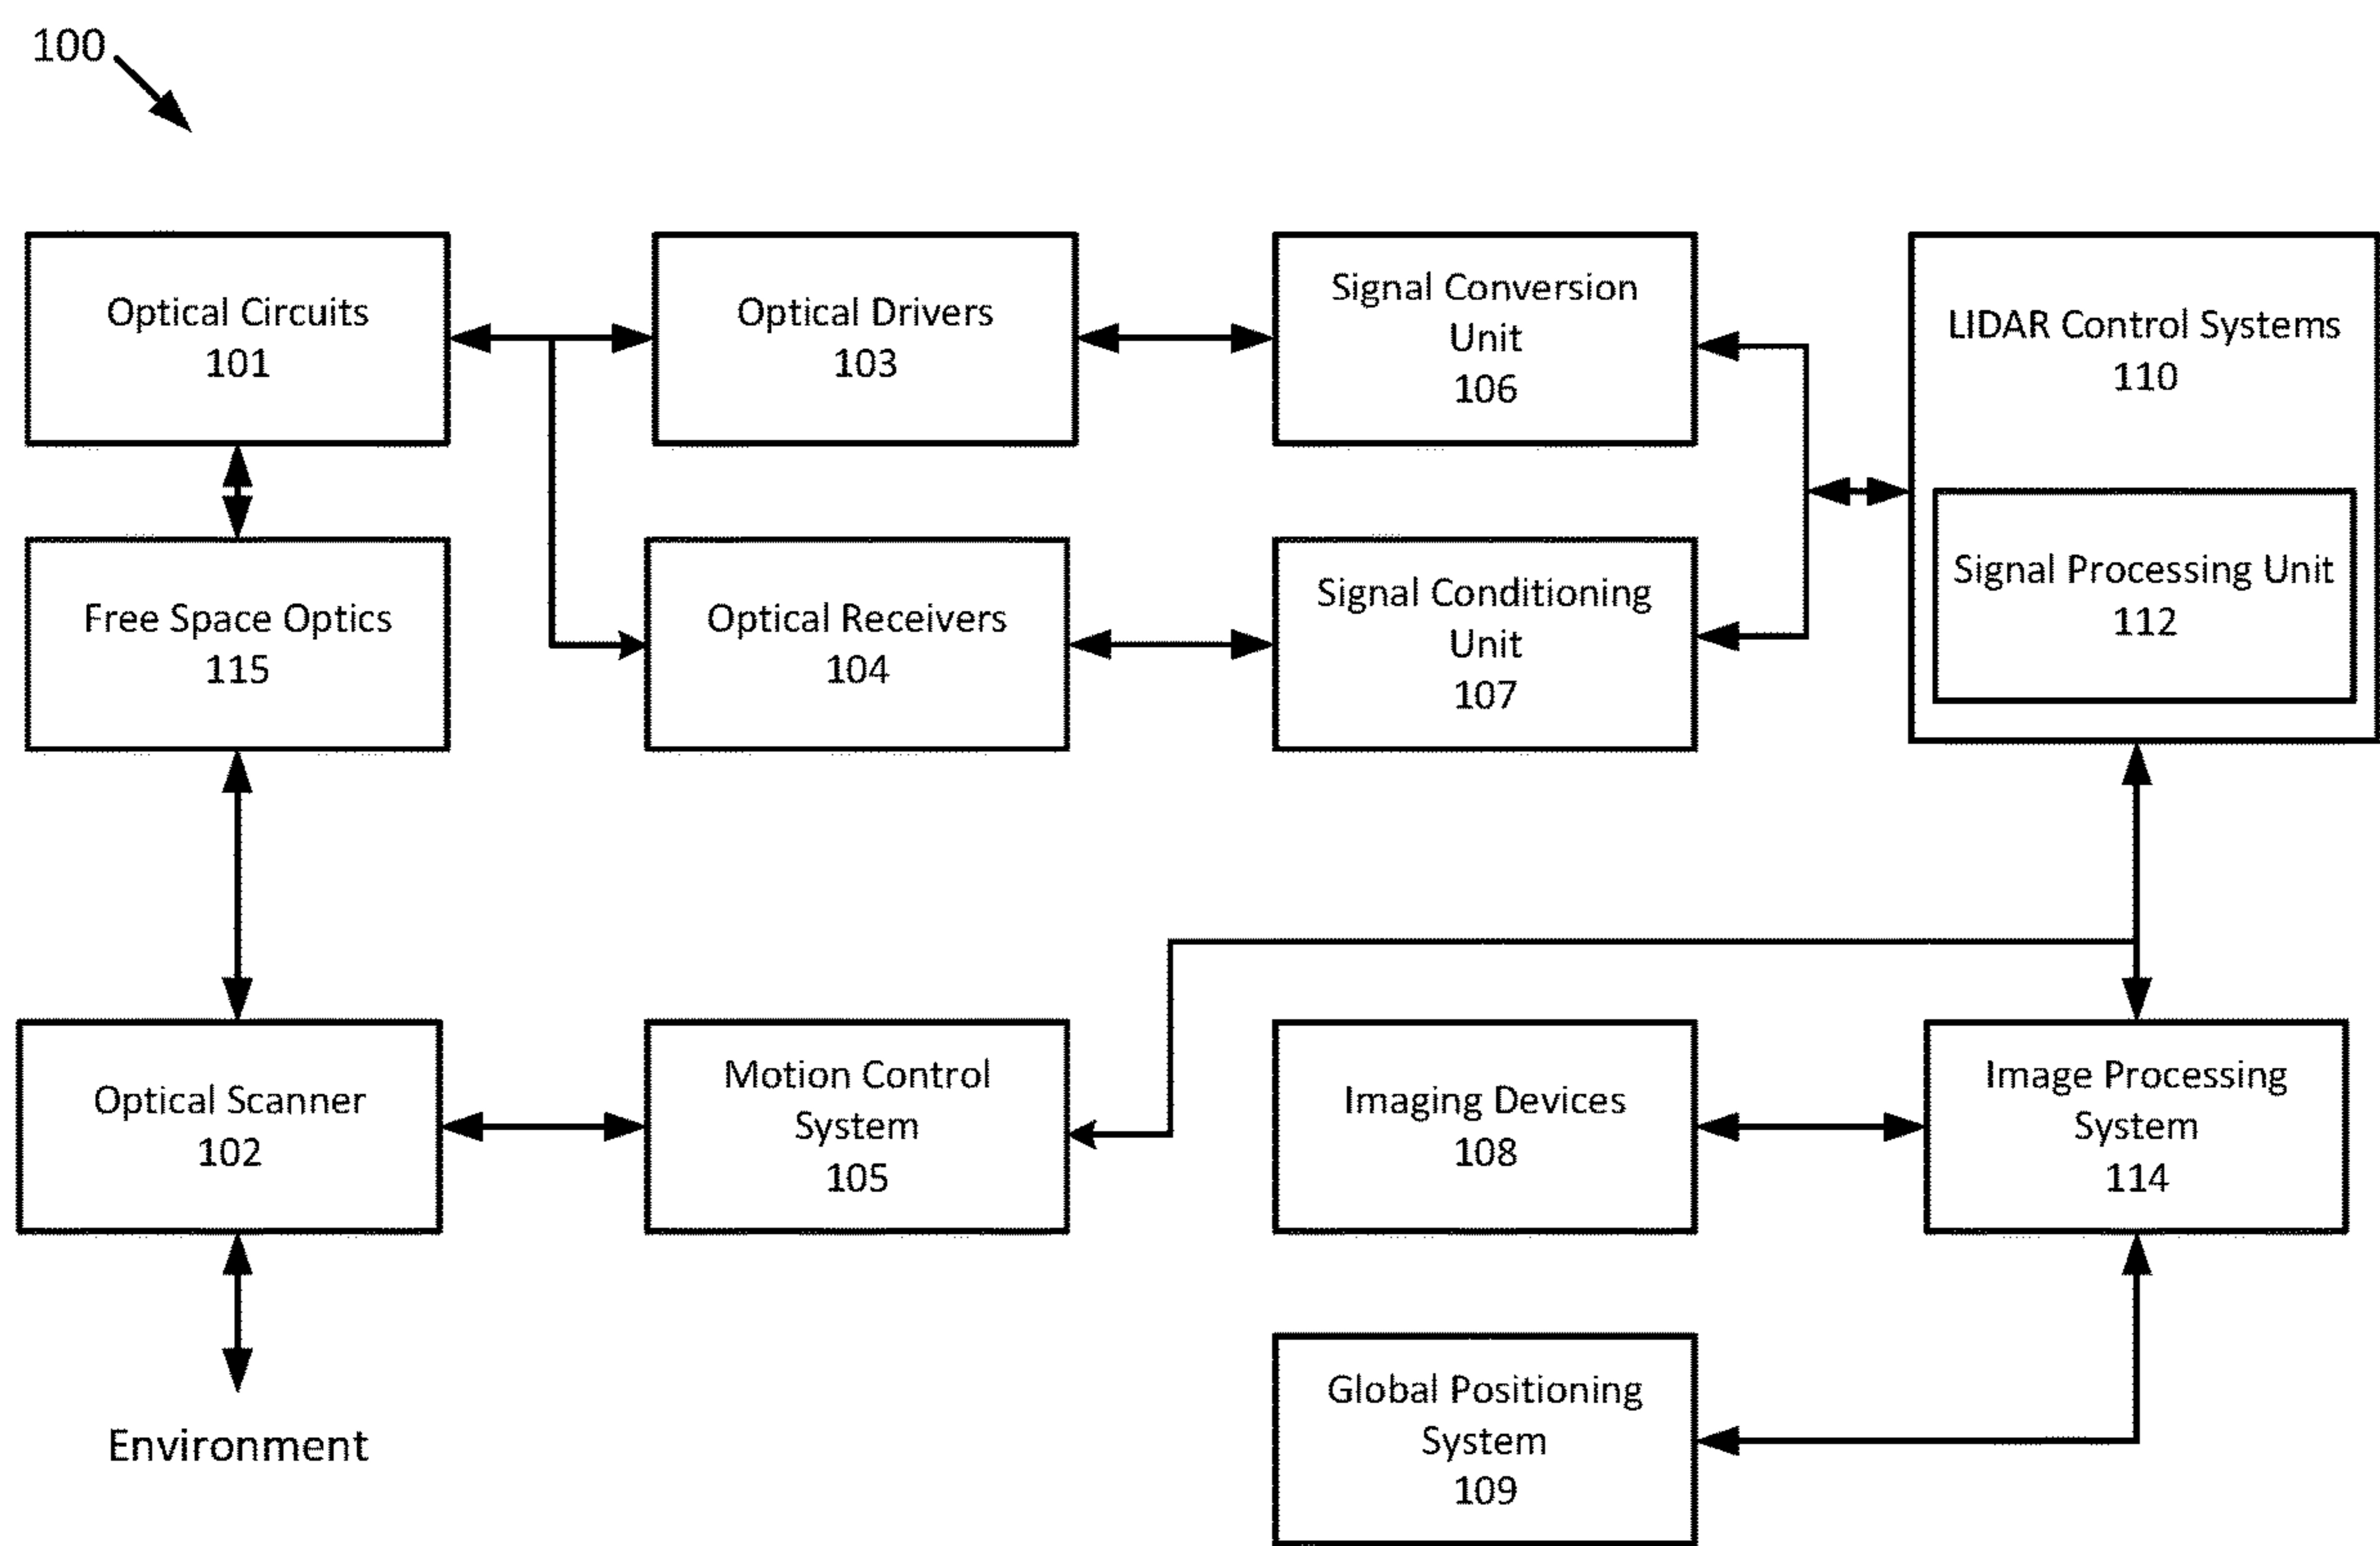 100
Optical Circuits
101
Optical Drivers
103
Signal Conversion
Unit
106
LIDAR Control Systems
110
Signal Processing Unit
112
Free Space Optics
115
Optical Receivers
104
Signal Conditioning
Unit
107
Optical Scanner
102
Motion Control
System
105
Imaging Devices
108
Image Processing
System
114
Environment
Global Positioning
System
109